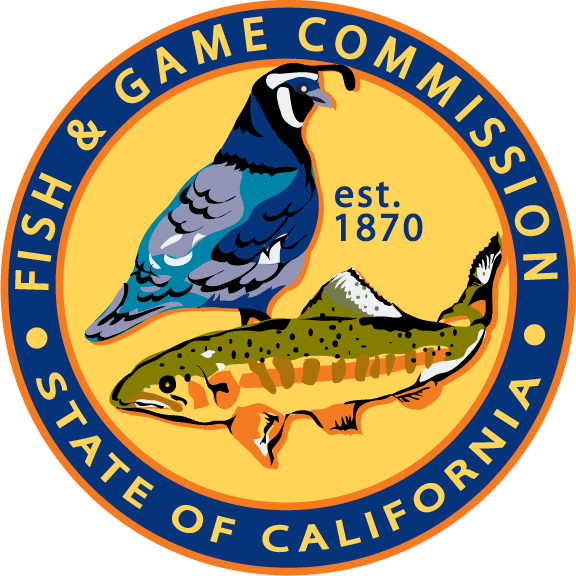 FISH & GAME COMMISSION
est.
1870
• STATE OF CALIFORNIA •